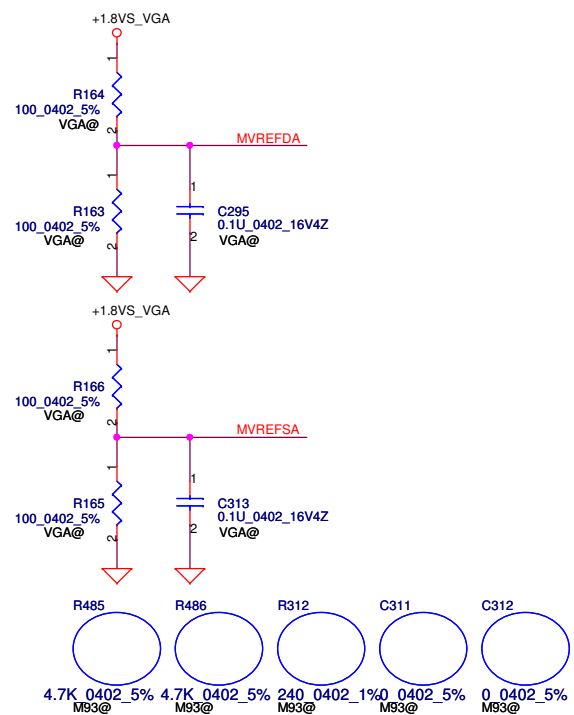 +1.8VS_VGA
1
R164
100_0402_5%
VGA@
2
MVREFDA
1
R163
100_0402_5%
VGA@
2
1
C295
0.1U_0402_16V4Z
2
VGA@
+1.8VS_VGA
1
R166
100_0402_5%
VGA@
2
MVREFSA
1
R165
100_0402_5%
VGA@
2
1
C313
0.1U_0402_16V4Z
2
VGA@
R485 R486 R312 C311 C312
4.7K_0402_5% 4.7K_0402_5% 240_0402_1% 0_0402_5% 0_0402_5%
M93@ M93@ M93@ M93@ M93@